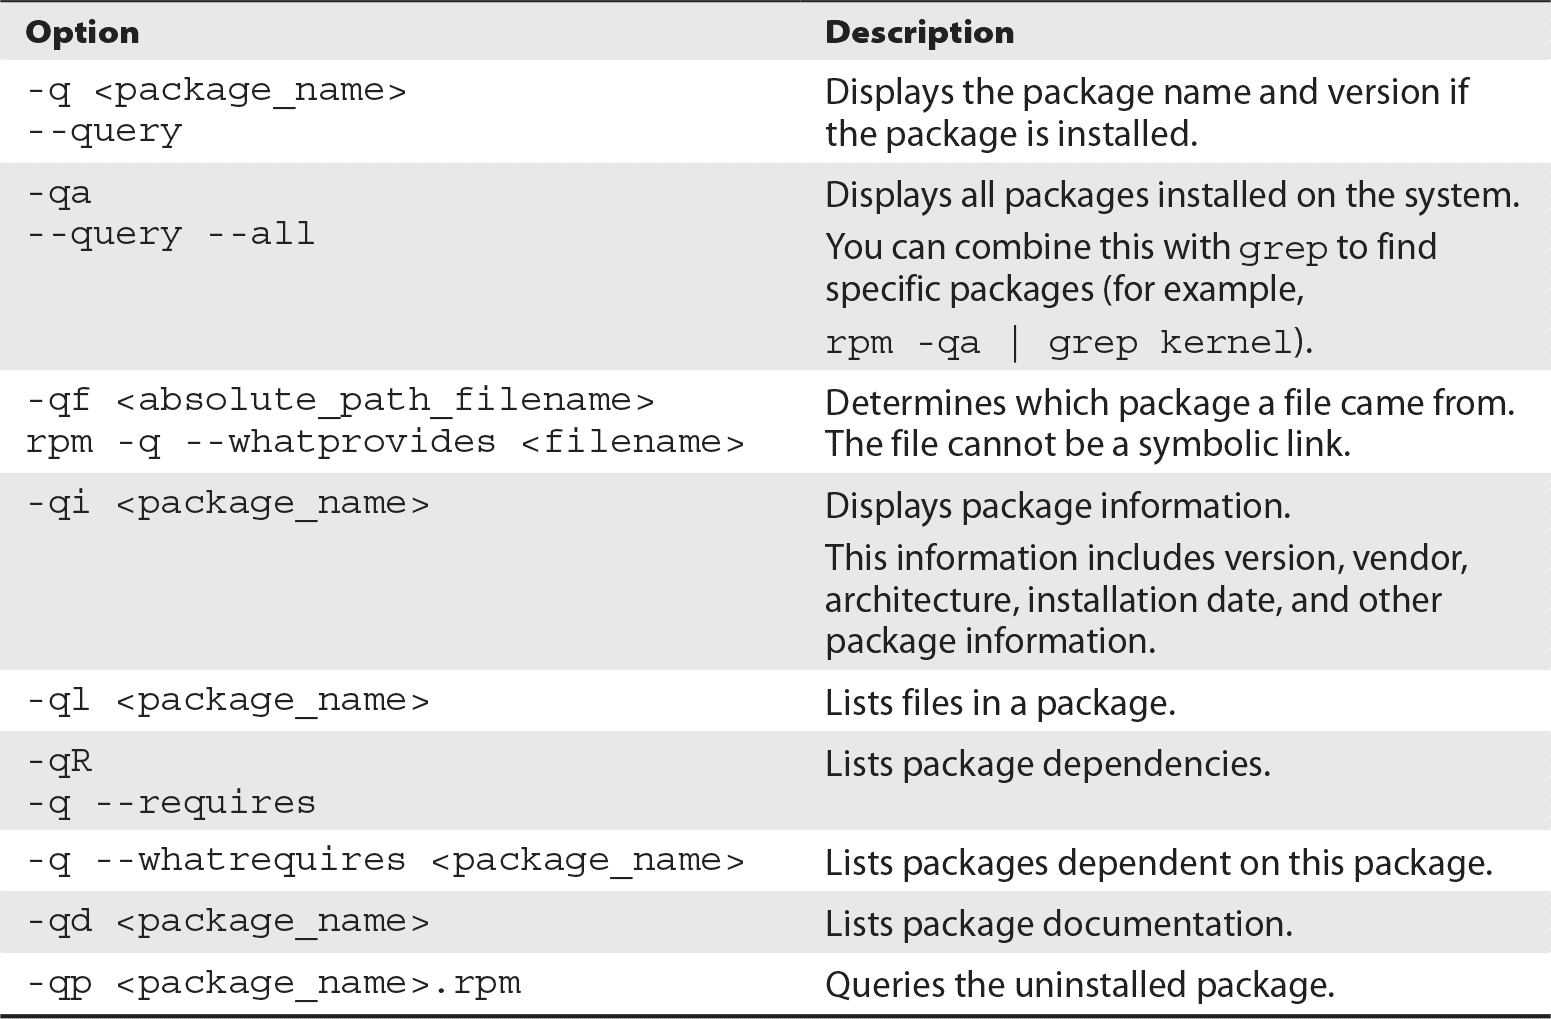 Option Description
-q <package_name> Displays the package name and version if
--query the package is installed.
-qa Displays all packages installed on the system.
--query --all You can combine this with grep to find
specific packages (for example,
rpm -qa | grep kernel).
-qf <absolute_path_filename> Determines which package a file came from.
rpm -q --whatprovides <filename> The file cannot be a symbolic link.
-qi <package_name> Displays package information.
This information includes version, vendor,
architecture, installation date, and other
package information.
-ql <package_name> Lists files in a package.
-qR Lists package dependencies.
-q --requires
-q --whatrequires <package_name> Lists packages dependent on this package.
-qd <package_name> Lists package documentation.
-qp <package_name>.rpm Queries the uninstalled package.